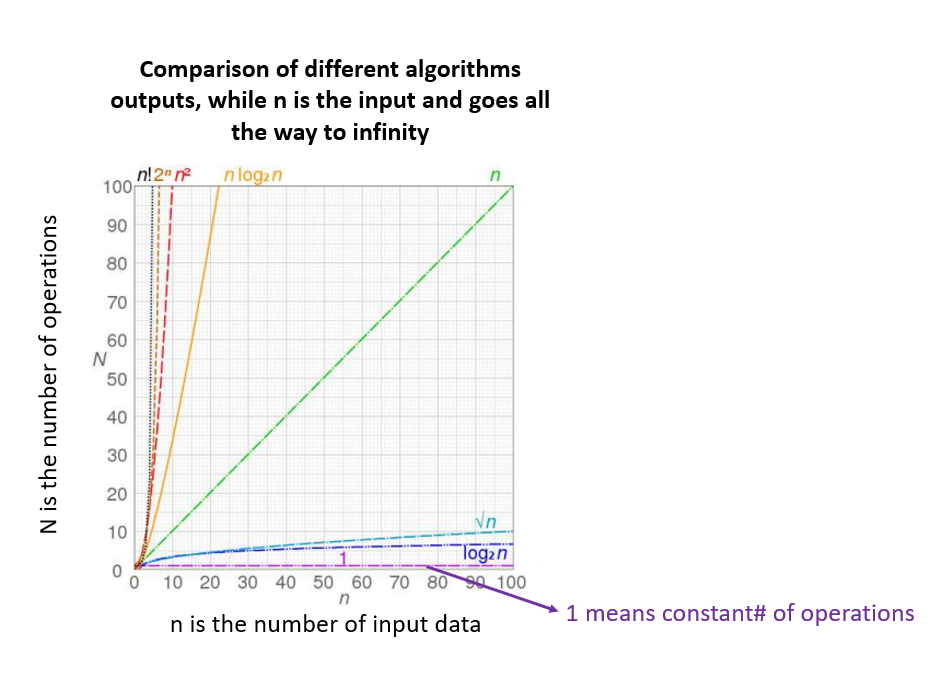 Comparison of different algorithms
outputs, while n is the input and goes all
the way to infinity
n! 2ⁿ n² n log₂n n
100
90
80
70
60
N
50
40
30
20
10
0
√n
log₂n
1
0 10 20 30 40 50 60 70 80 90 100
n
N is the number of operations
n is the number of input data
1 means constant# of operations